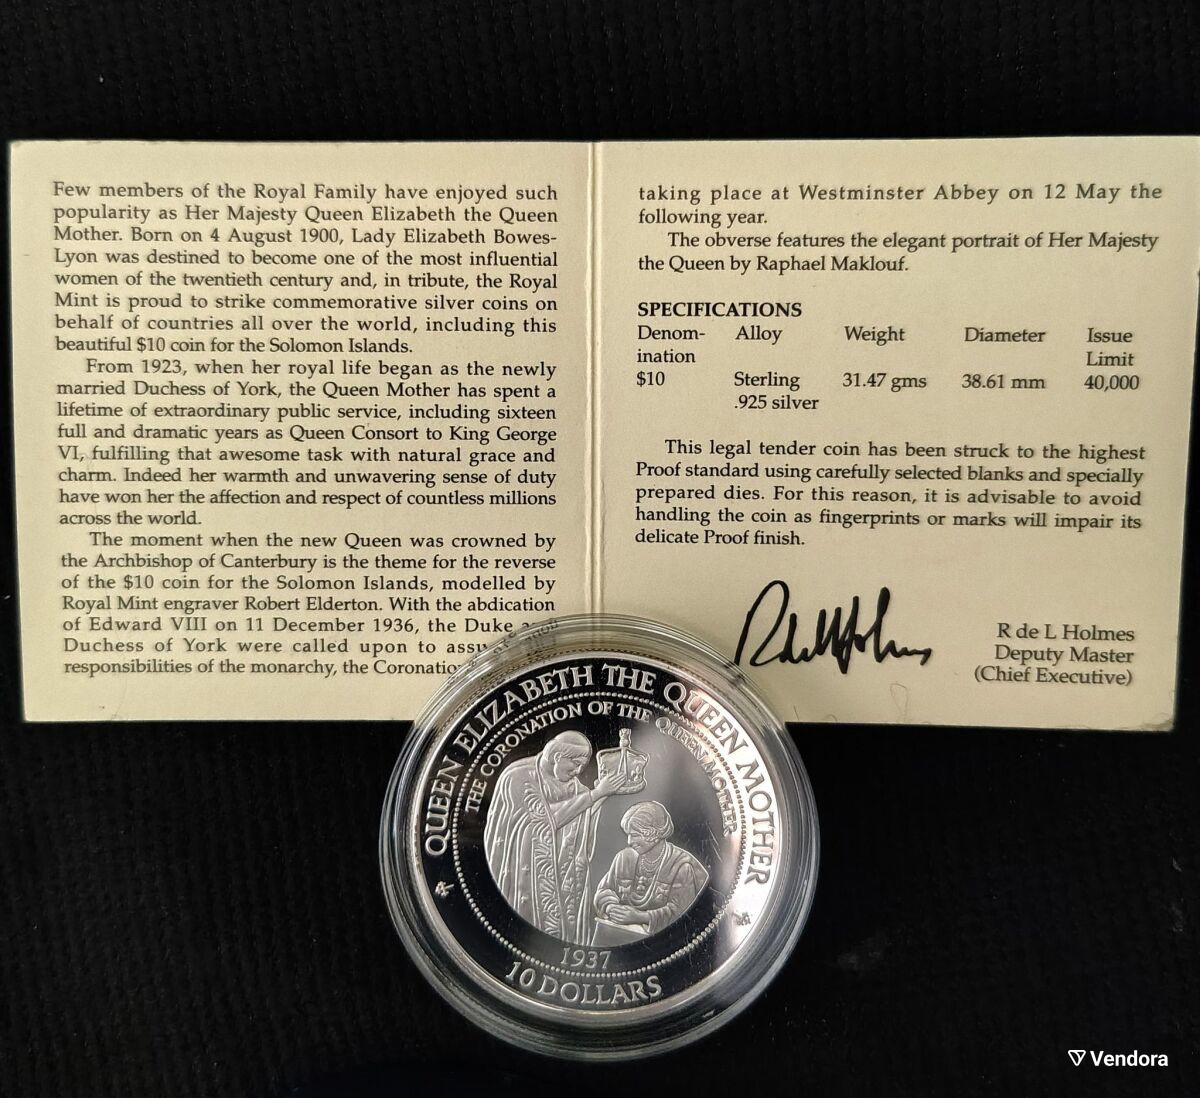 Few members of the Royal Family have enjoyed such
popularity as Her Majesty Queen Elizabeth the Queen
Mother. Born on 4 August 1900, Lady Elizabeth Bowes-
Lyon was destined to become one of the most influential
women of the twentieth century and, in tribute, the Royal
Mint is proud to strike commemorative silver coins on
behalf of countries all over the world, including this
beautiful $10 coin for the Solomon Islands.
From 1923, when her royal life began as the newly
married Duchess of York, the Queen Mother has spent a
lifetime of extraordinary public service, including sixteen
full and dramatic years as Queen Consort to King George
VI, fulfilling that awesome task with natural grace and
charm. Indeed her warmth and unwavering sense of duty
have won her the affection and respect of countless millions
across the world.
The moment when the new Queen was crowned by
the Archbishop of Canterbury is the theme for the reverse
of the $10 coin for the Solomon Islands, modelled by
Royal Mint engraver Robert Elderton. With the abdication
of Edward VIII on 11 December 1936, the Duke
Duchess of York were called upon to
responsibilities of the monarchy, the
taking place at Westminster Abbey on 12 May the
following year.
The obverse features the elegant portrait of Her Majesty
the Queen by Raphael Maklouf.
SPECIFICATIONS
Denom- Alloy Weight Diameter Issue
ination Limit
$10 Sterling 31.47 gms 38.61 mm 40,000
.925 silver
This legal tender coin has been struck to the highest
Proof standard using carefully selected blanks and specially
prepared dies. For this reason, it is advisable to avoid
handling the coin as fingerprints or marks will impair its
delicate Proof finish.
R de L Holmes
Deputy Master
(Chief Executive)
QUEEN ELIZABETH THE QUEEN MOTHER
THE CORONATION OF THE QUEEN MOTHER
1937
10 DOLLARS
Vendora